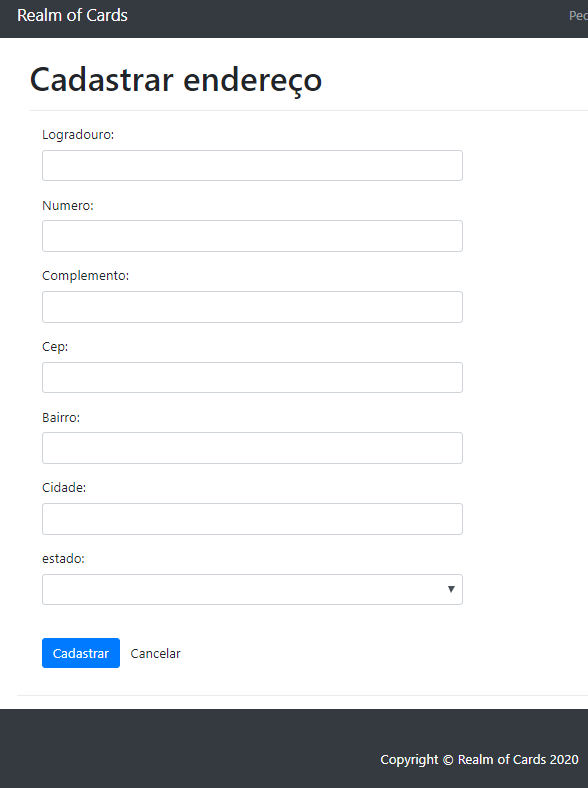 Realm of Cards
Cadastrar endereço
Logradouro:
Numero:
Complemento:
Cep:
Bairro:
Cidade:
estado:
Cadastrar Cancelar
Copyright © Realm of Cards 2020